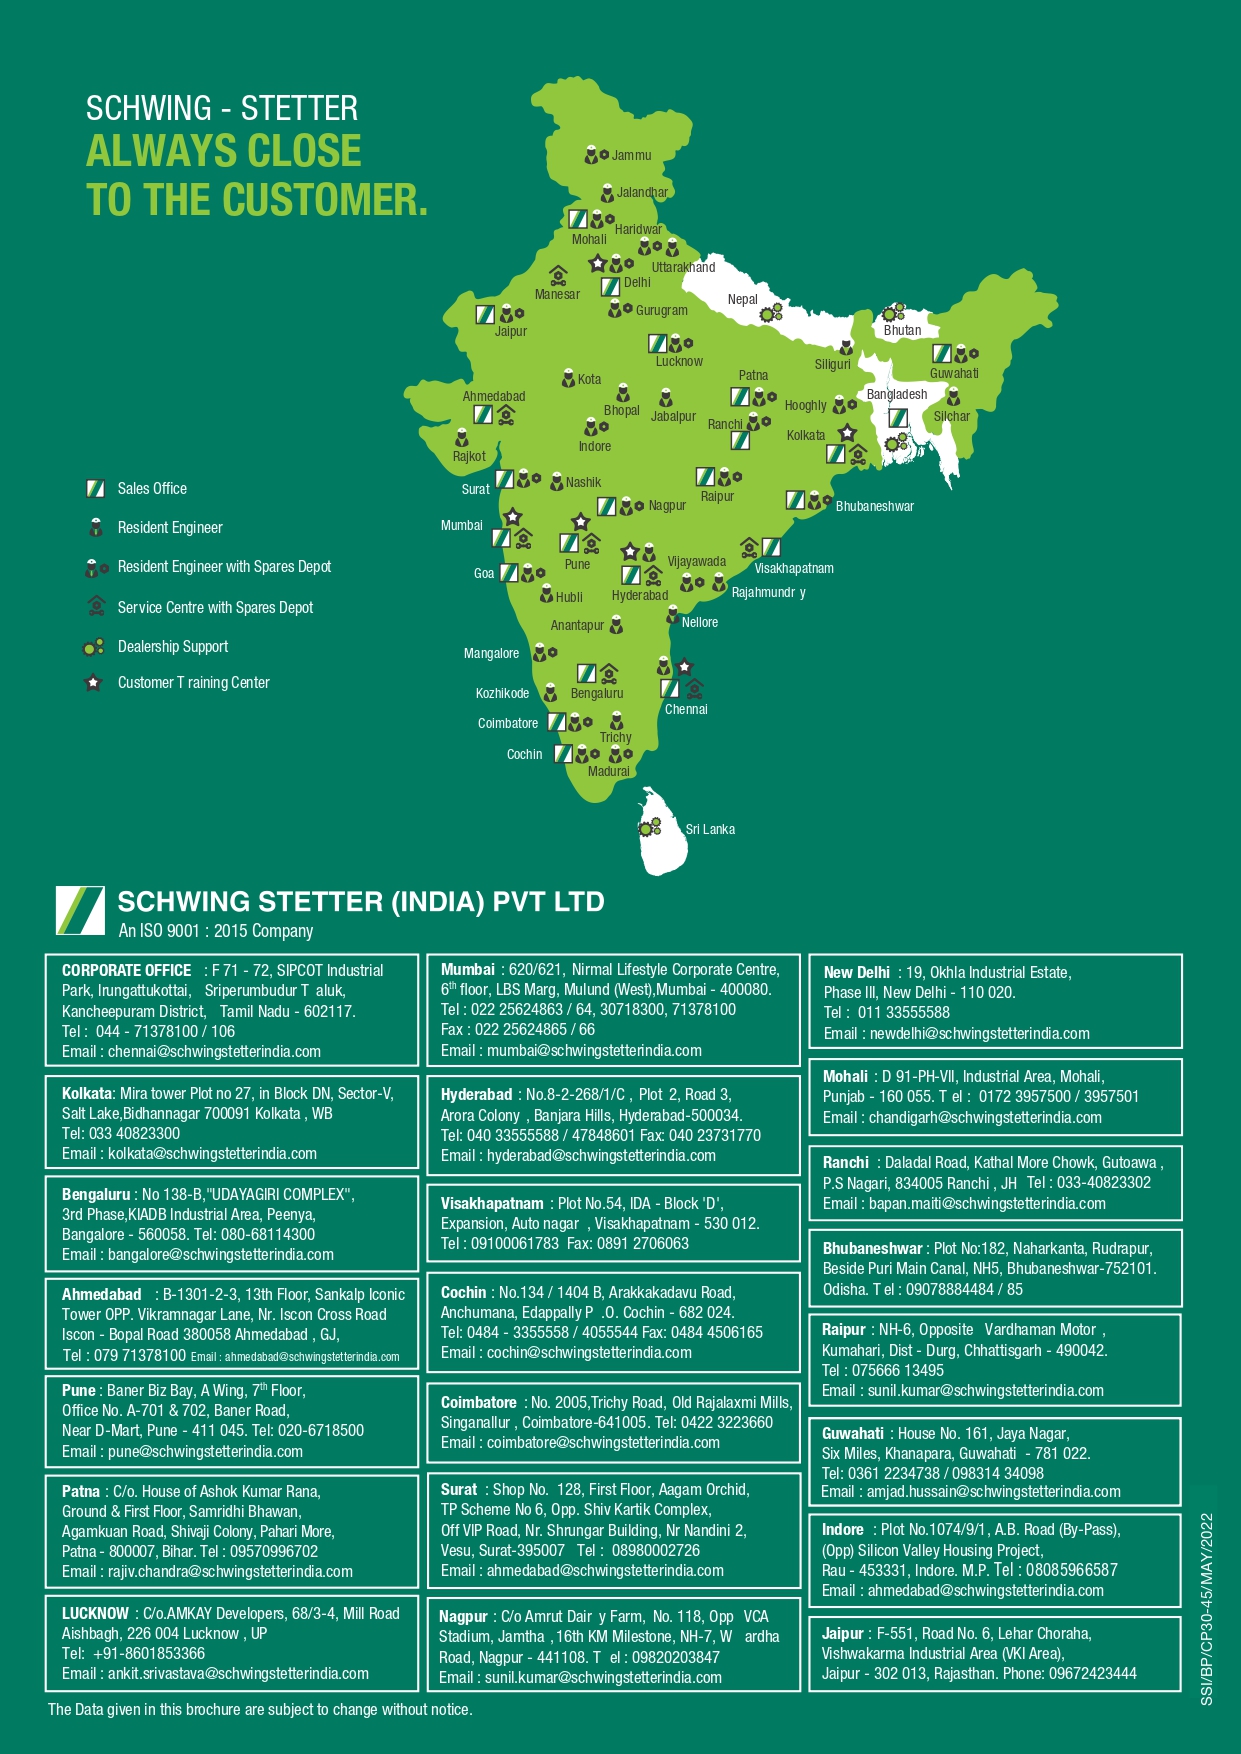 SCHWING - STETTER
ALWAYS CLOSE
TO THE CUSTOMER.
Jammu
Jalandhar
Mohali
Haridwar
Uttarakhand
Delhi
Manesar
Gurugram
Jaipur
Nepal
Bhutan
Lucknow
Siliguri
Guwahati
Kota
Patna
Ahmedabad
Bhopal
Jabalpur
Hooghly
Bangladesh
Silchar
Ranchi
Kolkata
Indore
Rajkot
Surat
Nashik
Raipur
Nagpur
Bhubaneshwar
Mumbai
Pune
Vijayawada
Visakhapatnam
Goa
Hubli
Hyderabad
Rajahmundr y
Anantapur
Nellore
Mangalore
Kozhikode
Bengaluru
Chennai
Coimbatore
Trichy
Cochin
Madurai
Sri Lanka
Sales Office
Resident Engineer
Resident Engineer with Spares Depot
Service Centre with Spares Depot
Dealership Support
Customer T raining Center
SCHWING STETTER (INDIA) PVT LTD
An ISO 9001 : 2015 Company
CORPORATE OFFICE : F 71 - 72, SIPCOT Industrial
Park, Irungattukottai, Sriperumbudur T aluk,
Kancheepuram District, Tamil Nadu - 602117.
Tel : 044 - 71378100 / 106
Email : chennai@schwingstetterindia.com
Kolkata: Mira tower Plot no 27, in Block DN, Sector-V,
Salt Lake,Bidhannagar 700091 Kolkata , WB
Tel: 033 40823300
Email : kolkata@schwingstetterindia.com
Bengaluru : No 138-B,"UDAYAGIRI COMPLEX",
3rd Phase,KIADB Industrial Area, Peenya,
Bangalore - 560058. Tel: 080-68114300
Email : bangalore@schwingstetterindia.com
Ahmedabad : B-1301-2-3, 13th Floor, Sankalp Iconic
Tower OPP. Vikramnagar Lane, Nr. Iscon Cross Road
Iscon - Bopal Road 380058 Ahmedabad , GJ,
Tel : 079 71378100 Email : ahmedabad@schwingstetterindia.com
Pune : Baner Biz Bay, A Wing, 7th Floor,
Office No. A-701 & 702, Baner Road,
Near D-Mart, Pune - 411 045. Tel: 020-6718500
Email : pune@schwingstetterindia.com
Patna : C/o. House of Ashok Kumar Rana,
Ground & First Floor, Samridhi Bhawan,
Agamkuan Road, Shivaji Colony, Pahari More,
Patna - 800007, Bihar. Tel : 09570996702
Email : rajiv.chandra@schwingstetterindia.com
LUCKNOW : C/o.AMKAY Developers, 68/3-4, Mill Road
Aishbagh, 226 004 Lucknow , UP
Tel: +91-8601853366
Email : ankit.srivastava@schwingstetterindia.com
Mumbai : 620/621, Nirmal Lifestyle Corporate Centre,
6th floor, LBS Marg, Mulund (West),Mumbai - 400080.
Tel : 022 25624863 / 64, 30718300, 71378100
Fax : 022 25624865 / 66
Email : mumbai@schwingstetterindia.com
Hyderabad : No.8-2-268/1/C , Plot 2, Road 3,
Arora Colony , Banjara Hills, Hyderabad-500034.
Tel: 040 33555588 / 47848601 Fax: 040 23731770
Email : hyderabad@schwingstetterindia.com
Visakhapatnam : Plot No.54, IDA - Block 'D',
Expansion, Auto nagar , Visakhapatnam - 530 012.
Tel : 09100061783 Fax: 0891 2706063
Cochin : No.134 / 1404 B, Arakkakadavu Road,
Anchumana, Edappally P .O. Cochin - 682 024.
Tel: 0484 - 3355558 / 4055544 Fax: 0484 4506165
Email : cochin@schwingstetterindia.com
Coimbatore : No. 2005,Trichy Road, Old Rajalaxmi Mills,
Singanallur , Coimbatore-641005. Tel: 0422 3223660
Email : coimbatore@schwingstetterindia.com
Surat : Shop No. 128, First Floor, Aagam Orchid,
TP Scheme No 6, Opp. Shiv Kartik Complex,
Off VIP Road, Nr. Shrungar Building, Nr Nandini 2,
Vesu, Surat-395007 Tel : 08980002726
Email : ahmedabad@schwingstetterindia.com
Nagpur : C/o Amrut Dair y Farm, No. 118, Opp VCA
Stadium, Jamtha ,16th KM Milestone, NH-7, W ardha
Road, Nagpur - 441108. T el : 09820203847
Email : sunil.kumar@schwingstetterindia.com
New Delhi : 19, Okhla Industrial Estate,
Phase III, New Delhi - 110 020.
Tel : 011 33555588
Email : newdelhi@schwingstetterindia.com
Mohali : D 91-PH-VII, Industrial Area, Mohali,
Punjab - 160 055. T el : 0172 3957500 / 3957501
Email : chandigarh@schwingstetterindia.com
Ranchi : Daladal Road, Kathal More Chowk, Gutoawa ,
P.S Nagari, 834005 Ranchi , JH Tel : 033-40823302
Email : bapan.maiti@schwingstetterindia.com
Bhubaneshwar : Plot No:182, Naharkanta, Rudrapur,
Beside Puri Main Canal, NH5, Bhubaneshwar-752101.
Odisha. T el : 09078884484 / 85
Raipur : NH-6, Opposite Vardhaman Motor ,
Kumahari, Dist - Durg, Chhattisgarh - 490042.
Tel : 075666 13495
Email : sunil.kumar@schwingstetterindia.com
Guwahati : House No. 161, Jaya Nagar,
Six Miles, Khanapara, Guwahati - 781 022.
Tel: 0361 2234738 / 098314 34098
Email : amjad.hussain@schwingstetterindia.com
Indore : Plot No.1074/9/1, A.B. Road (By-Pass),
(Opp) Silicon Valley Housing Project,
Rau - 453331, Indore. M.P. Tel : 08085966587
Email : ahmedabad@schwingstetterindia.com
Jaipur : F-551, Road No. 6, Lehar Choraha,
Vishwakarma Industrial Area (VKI Area),
Jaipur - 302 013, Rajasthan. Phone: 09672423444
The Data given in this brochure are subject to change without notice.
SSI/BP/CP30-45/MAY/2022